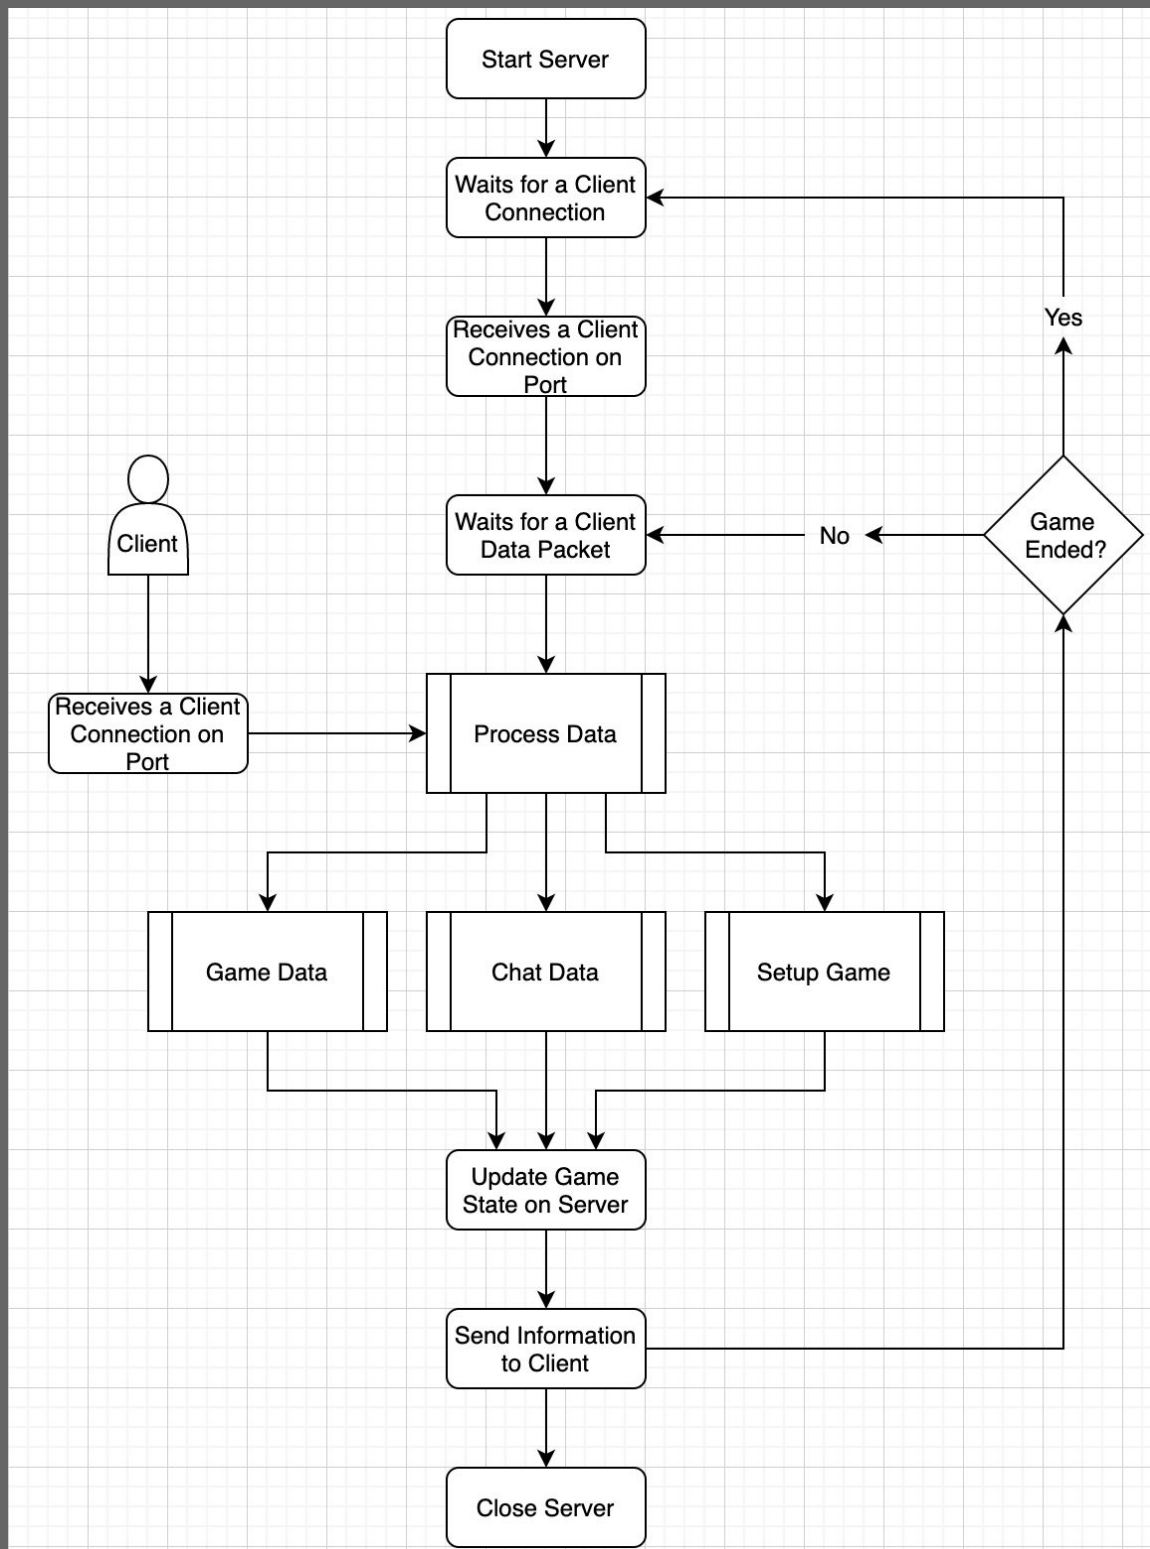 Start Server
Waits for a Client
Connection
Receives a Client
Connection on
Port
Yes
Waits for a Client
Data Packet
No
Game
Ended?
Client
Receives a Client
Connection on
Port
Process Data
Game Data
Chat Data
Setup Game
Update Game
State on Server
Send Information
to Client
Close Server